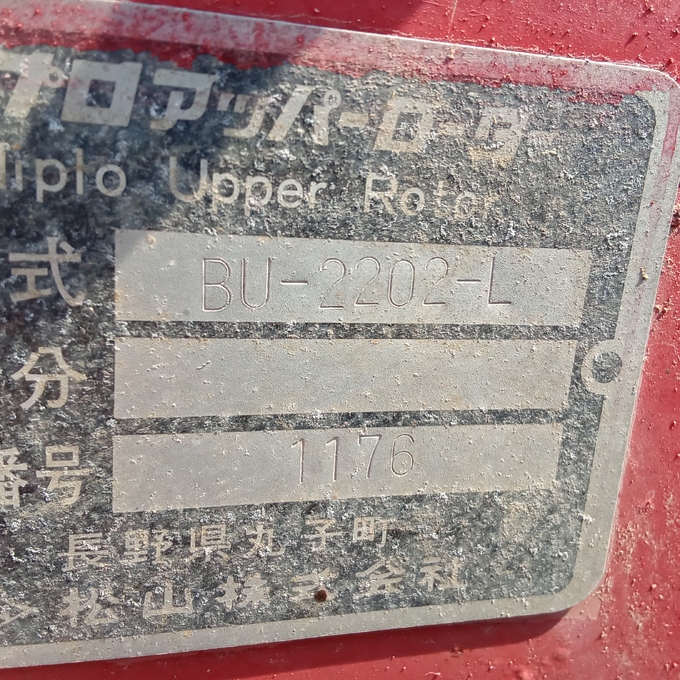 プロアッパーローター
iplo Upper Rotor
式 BU-2202-L
分
番号 1176
長野県丸子町
松山株式会社